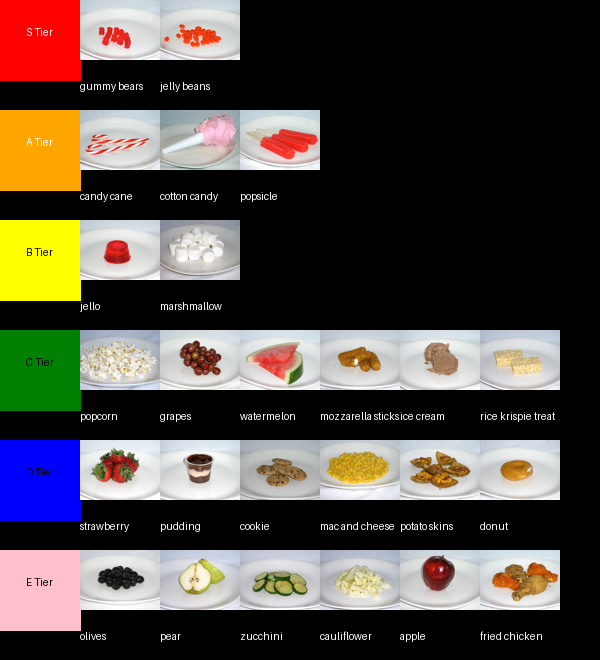 S Tier
gummy bears jelly beans
A Tier
candy cane cotton candy popsicle
B Tier
jello marshmallow
C Tier
popcorn grapes watermelon mozzarella sticks ice cream rice krispie treat
D Tier
strawberry pudding cookie mac and cheese potato skins donut
E Tier
olives pear zucchini cauliflower apple fried chicken